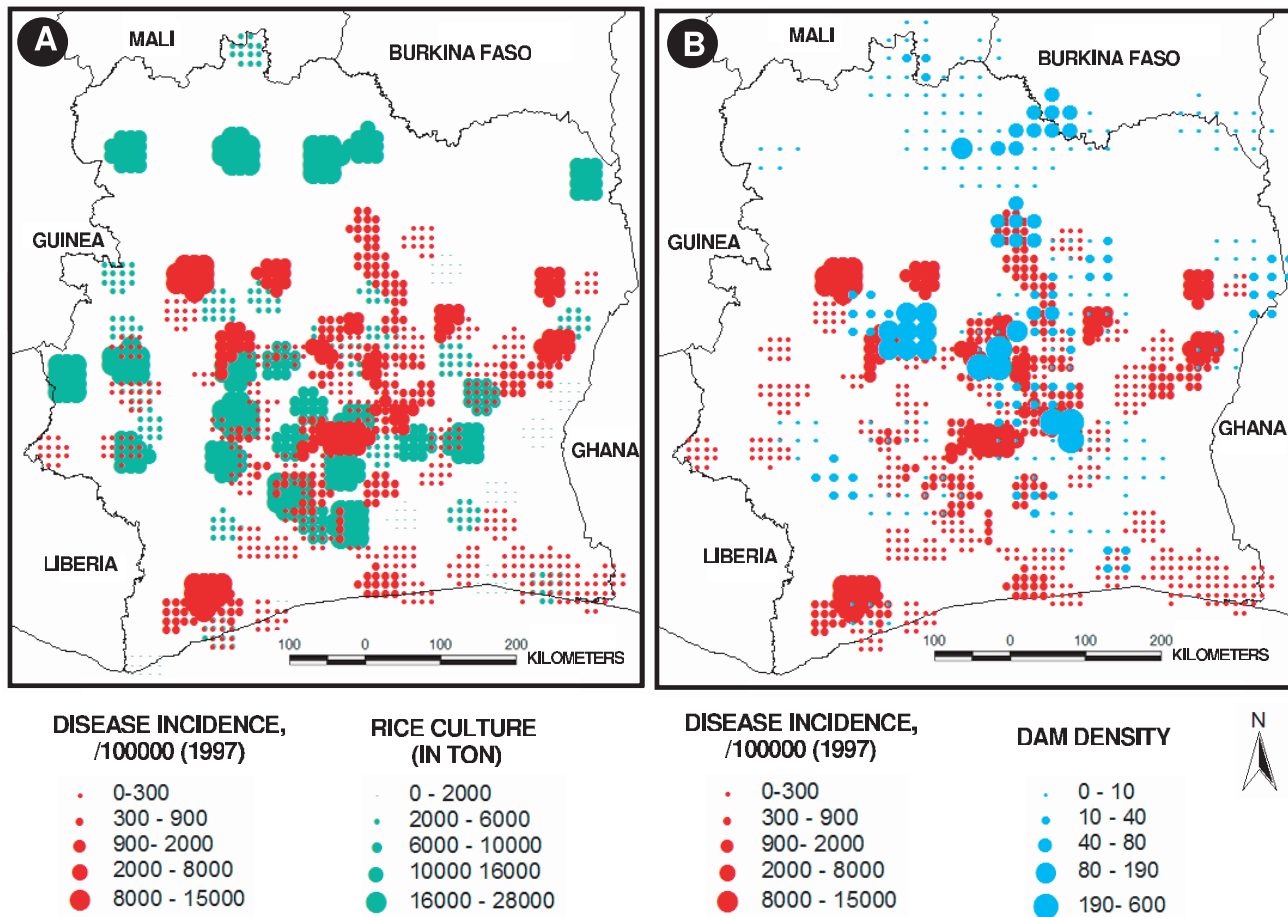 A
MALI
BURKINA FASO
GUINEA
GHANA
LIBERIA
100 0 100 200
KILOMETERS
B
MALI
BURKINA FASO
GUINEA
GHANA
LIBERIA
100 0 100 200
KILOMETERS
DISEASE INCIDENCE,
/100000 (1997)
0-300
300 - 900
900- 2000
2000 - 8000
8000 - 15000
RICE CULTURE
(IN TON)
0 - 2000
2000 - 6000
6000 - 10000
10000 16000
16000 - 28000
DISEASE INCIDENCE,
/100000 (1997)
0-300
300 - 900
900- 2000
2000 - 8000
8000 - 15000
DAM DENSITY
0 - 10
10 - 40
40 - 80
80 - 190
190- 600
N